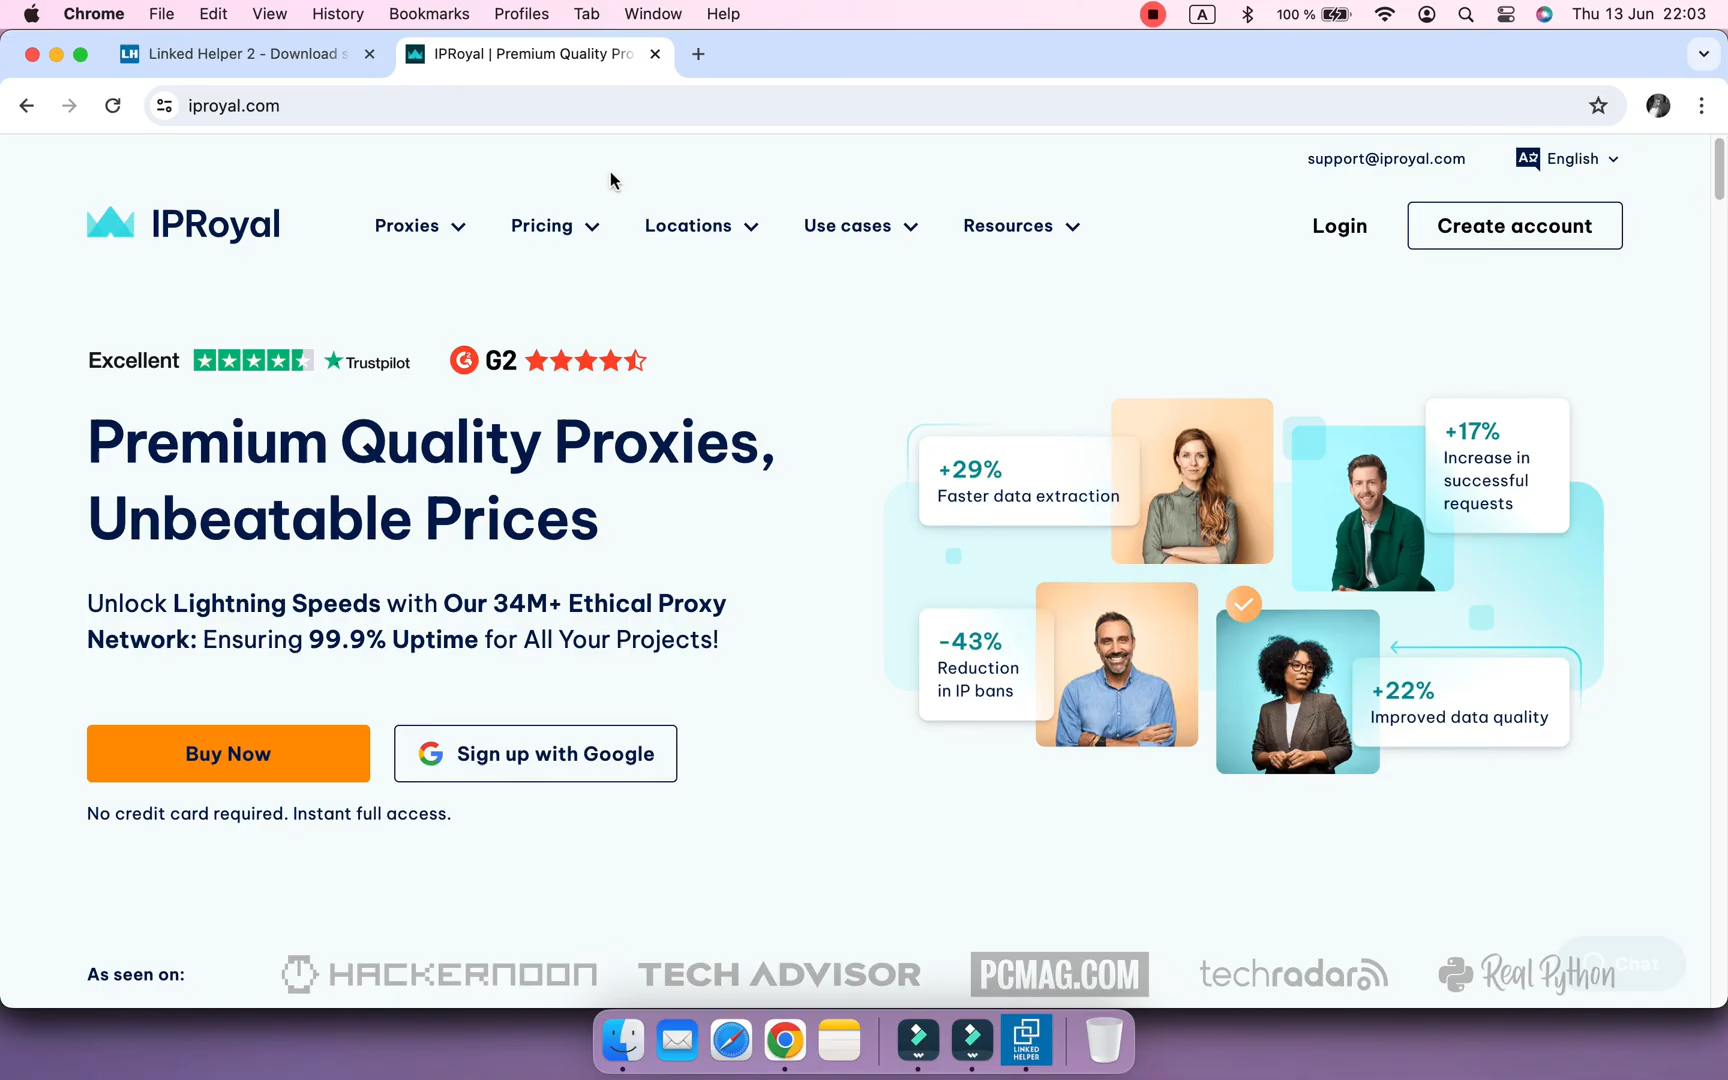 Chrome File Edit View History Bookmarks Profiles Tab Window Help A 100 % Thu 13 Jun 22:03
LH Linked Helper 2 - Download s IPRoyal | Premium Quality Pro
iproyal.com
support@iproyal.com English
IPRoyal Proxies Pricing Locations Use cases Resources Login Create account
Excellent Trustpilot G2
Premium Quality Proxies,
Unbeatable Prices
Unlock Lightning Speeds with Our 34M+ Ethical Proxy
Network: Ensuring 99.9% Uptime for All Your Projects!
Buy Now Sign up with Google
No credit card required. Instant full access.
+29%
Faster data extraction
+17%
Increase in
successful
requests
-43%
Reduction
in IP bans
+22%
Improved data quality
As seen on: HACKERNOON TECH ADVISOR PCMAG.COM techradar Real Python
Chat
LINKED
HELPER